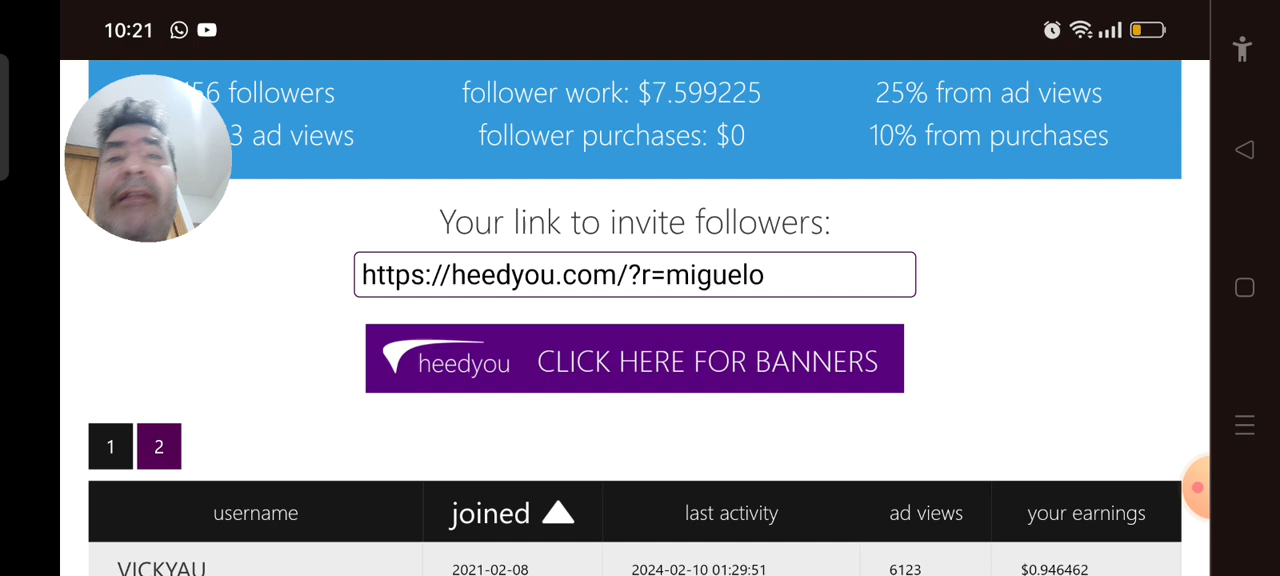 10:21
56 followers
follower work: $7.599225
25% from ad views
3 ad views
follower purchases: $0
10% from purchases
Your link to invite followers:
https://heedyou.com/?r=miguelo
heedyou CLICK HERE FOR BANNERS
1 2
username joined last activity ad views your earnings
VICKYAU 2021-02-08 2024-02-10 01:29:51 6123 $0.946462